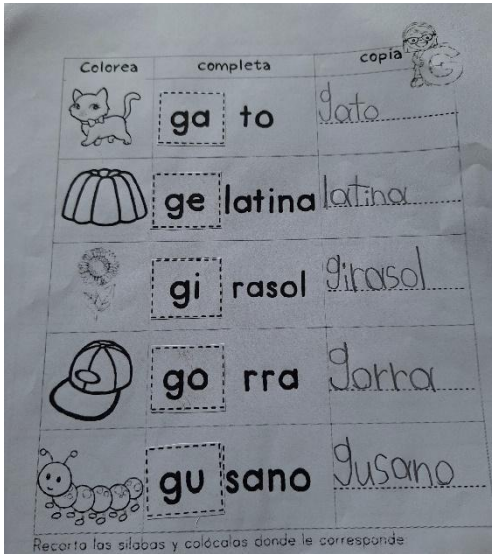 Colorea completa copia
ga to gato
ge latina latina
gi rasol girasol
go rra gorra
gu sano gusano
Recorta las silabas y colócalas donde le corresponde